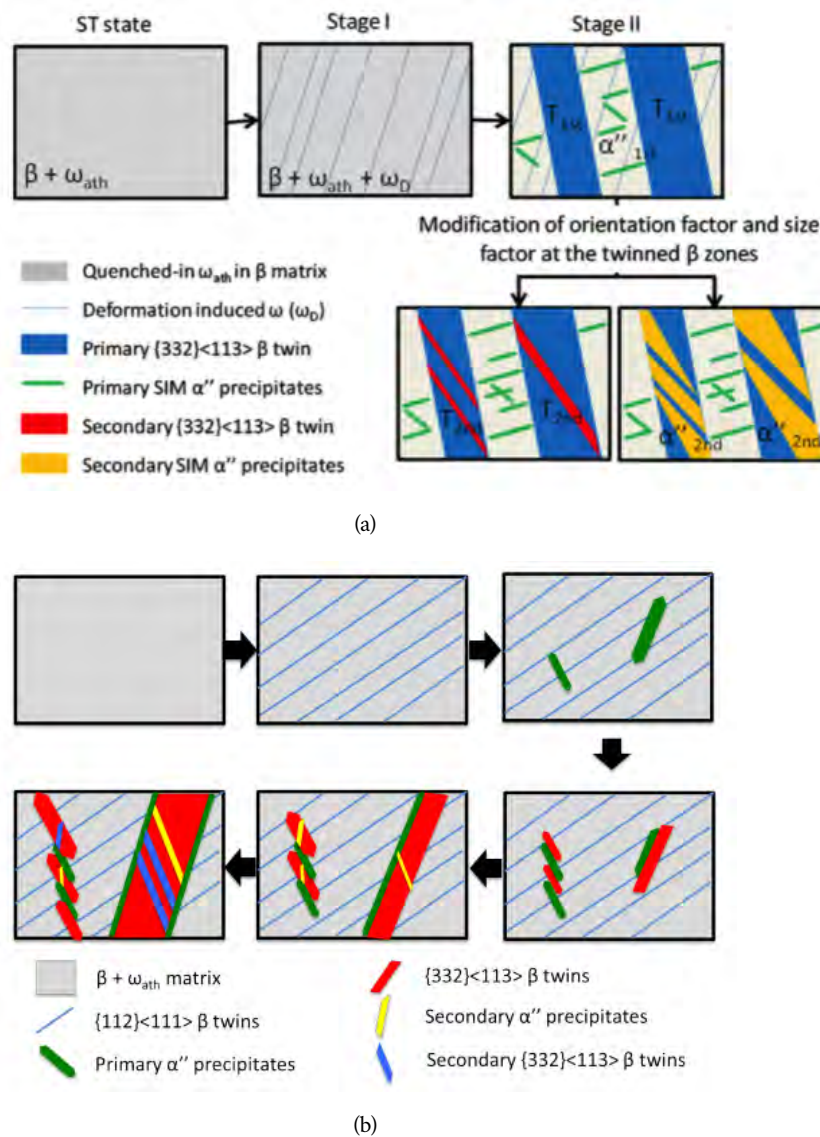 ST state
Stage I
Stage II
β + ω_ath
β + ω_ath + ω_D
T_1st
T_1st
α''_1st
Modification of orientation factor and size
factor at the twinned β zones
Quenched-in ω_ath in β matrix
Deformation induced ω (ω_D)
Primary {332}<113> β twin
Primary SIM α'' precipitates
Secondary {332}<113> β twin
Secondary SIM α'' precipitates
T_2nd
T_2nd
α''_2nd
α''_2nd
(a)
β + ω_ath matrix
{112}<111> β twins
Primary α'' precipitates
{332}<113> β twins
Secondary α'' precipitates
Secondary {332}<113> β twins
(b)